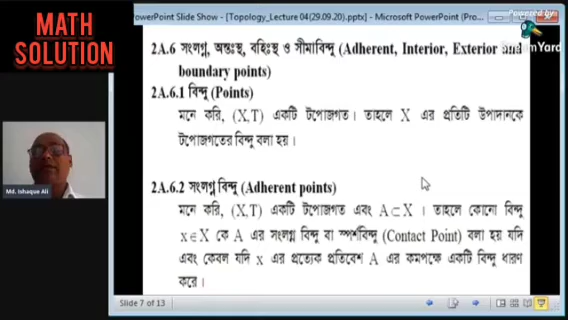 PowerPoint Slide Show - [Topology_Lecture 04(29.09.20).pptx] - Microsoft PowerPoint
Powered by
StreamYard
MATH
SOLUTION
2A.6 সংলগ্ন, অন্তঃস্থ, বহিঃস্থ ও সীমাবিন্দু (Adherent, Interior, Exterior and
boundary points)
2A.6.1 বিন্দু (Points)
মনে করি, (X,T) একটি টপোজগত। তাহলে X এর প্রতিটি উপাদানকে
টপোজগতের বিন্দু বলা হয়।
2A.6.2 সংলগ্ন বিন্দু (Adherent points)
মনে করি, (X,T) একটি টপোজগত এবং A⊂X । তাহলে কোনো বিন্দু
x∈X কে A এর সংলগ্ন বিন্দু বা স্পর্শবিন্দু (Contact Point) বলা হয় যদি
এবং কেবল যদি x এর প্রত্যেক প্রতিবেশ A এর কমপক্ষে একটি বিন্দু ধারণ
করে।
Md. Ishaque Ali
Slide 7 of 13